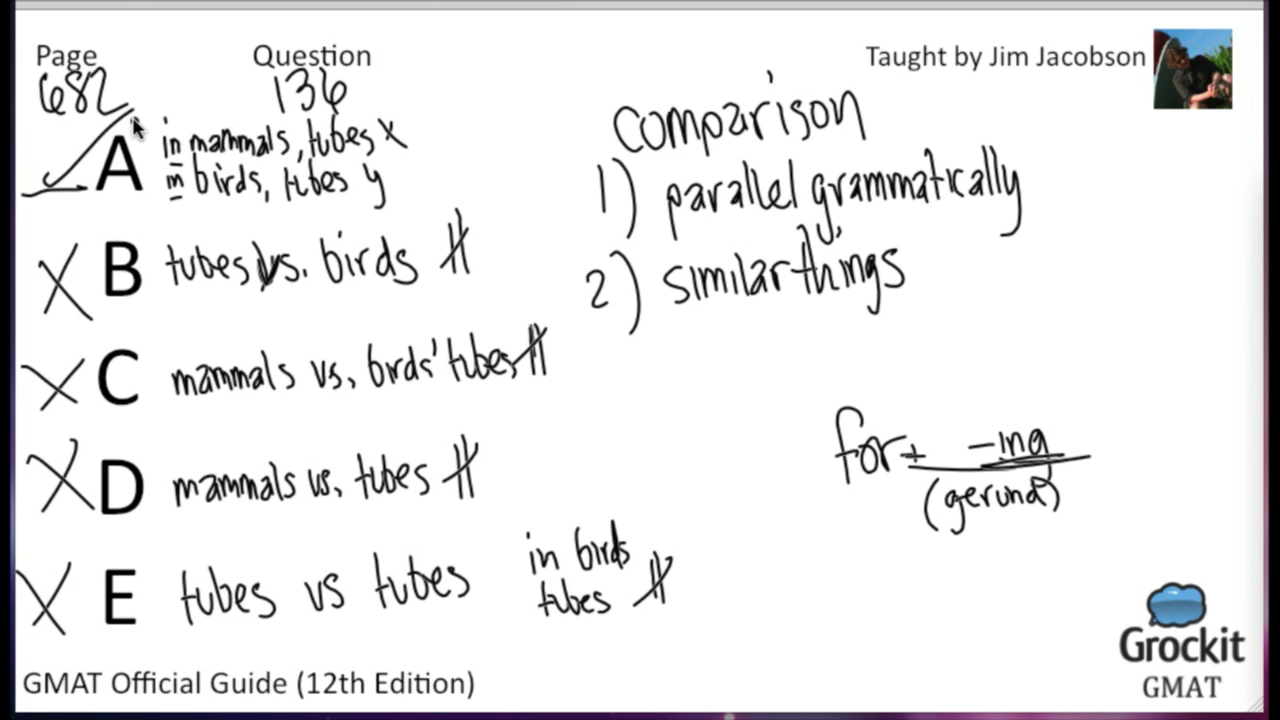 Page Question Taught by Jim Jacobson
682 136
A in mammals, tubes X
in birds, tubes y
B tubes vs. birds #
C mammals vs. birds' tubes #
D mammals vs. tubes #
E tubes vs tubes in birds
tubes #
comparison
1) parallel grammatically
2) similar things
for + -ing
(gerund)
Grockit
GMAT
GMAT Official Guide (12th Edition)